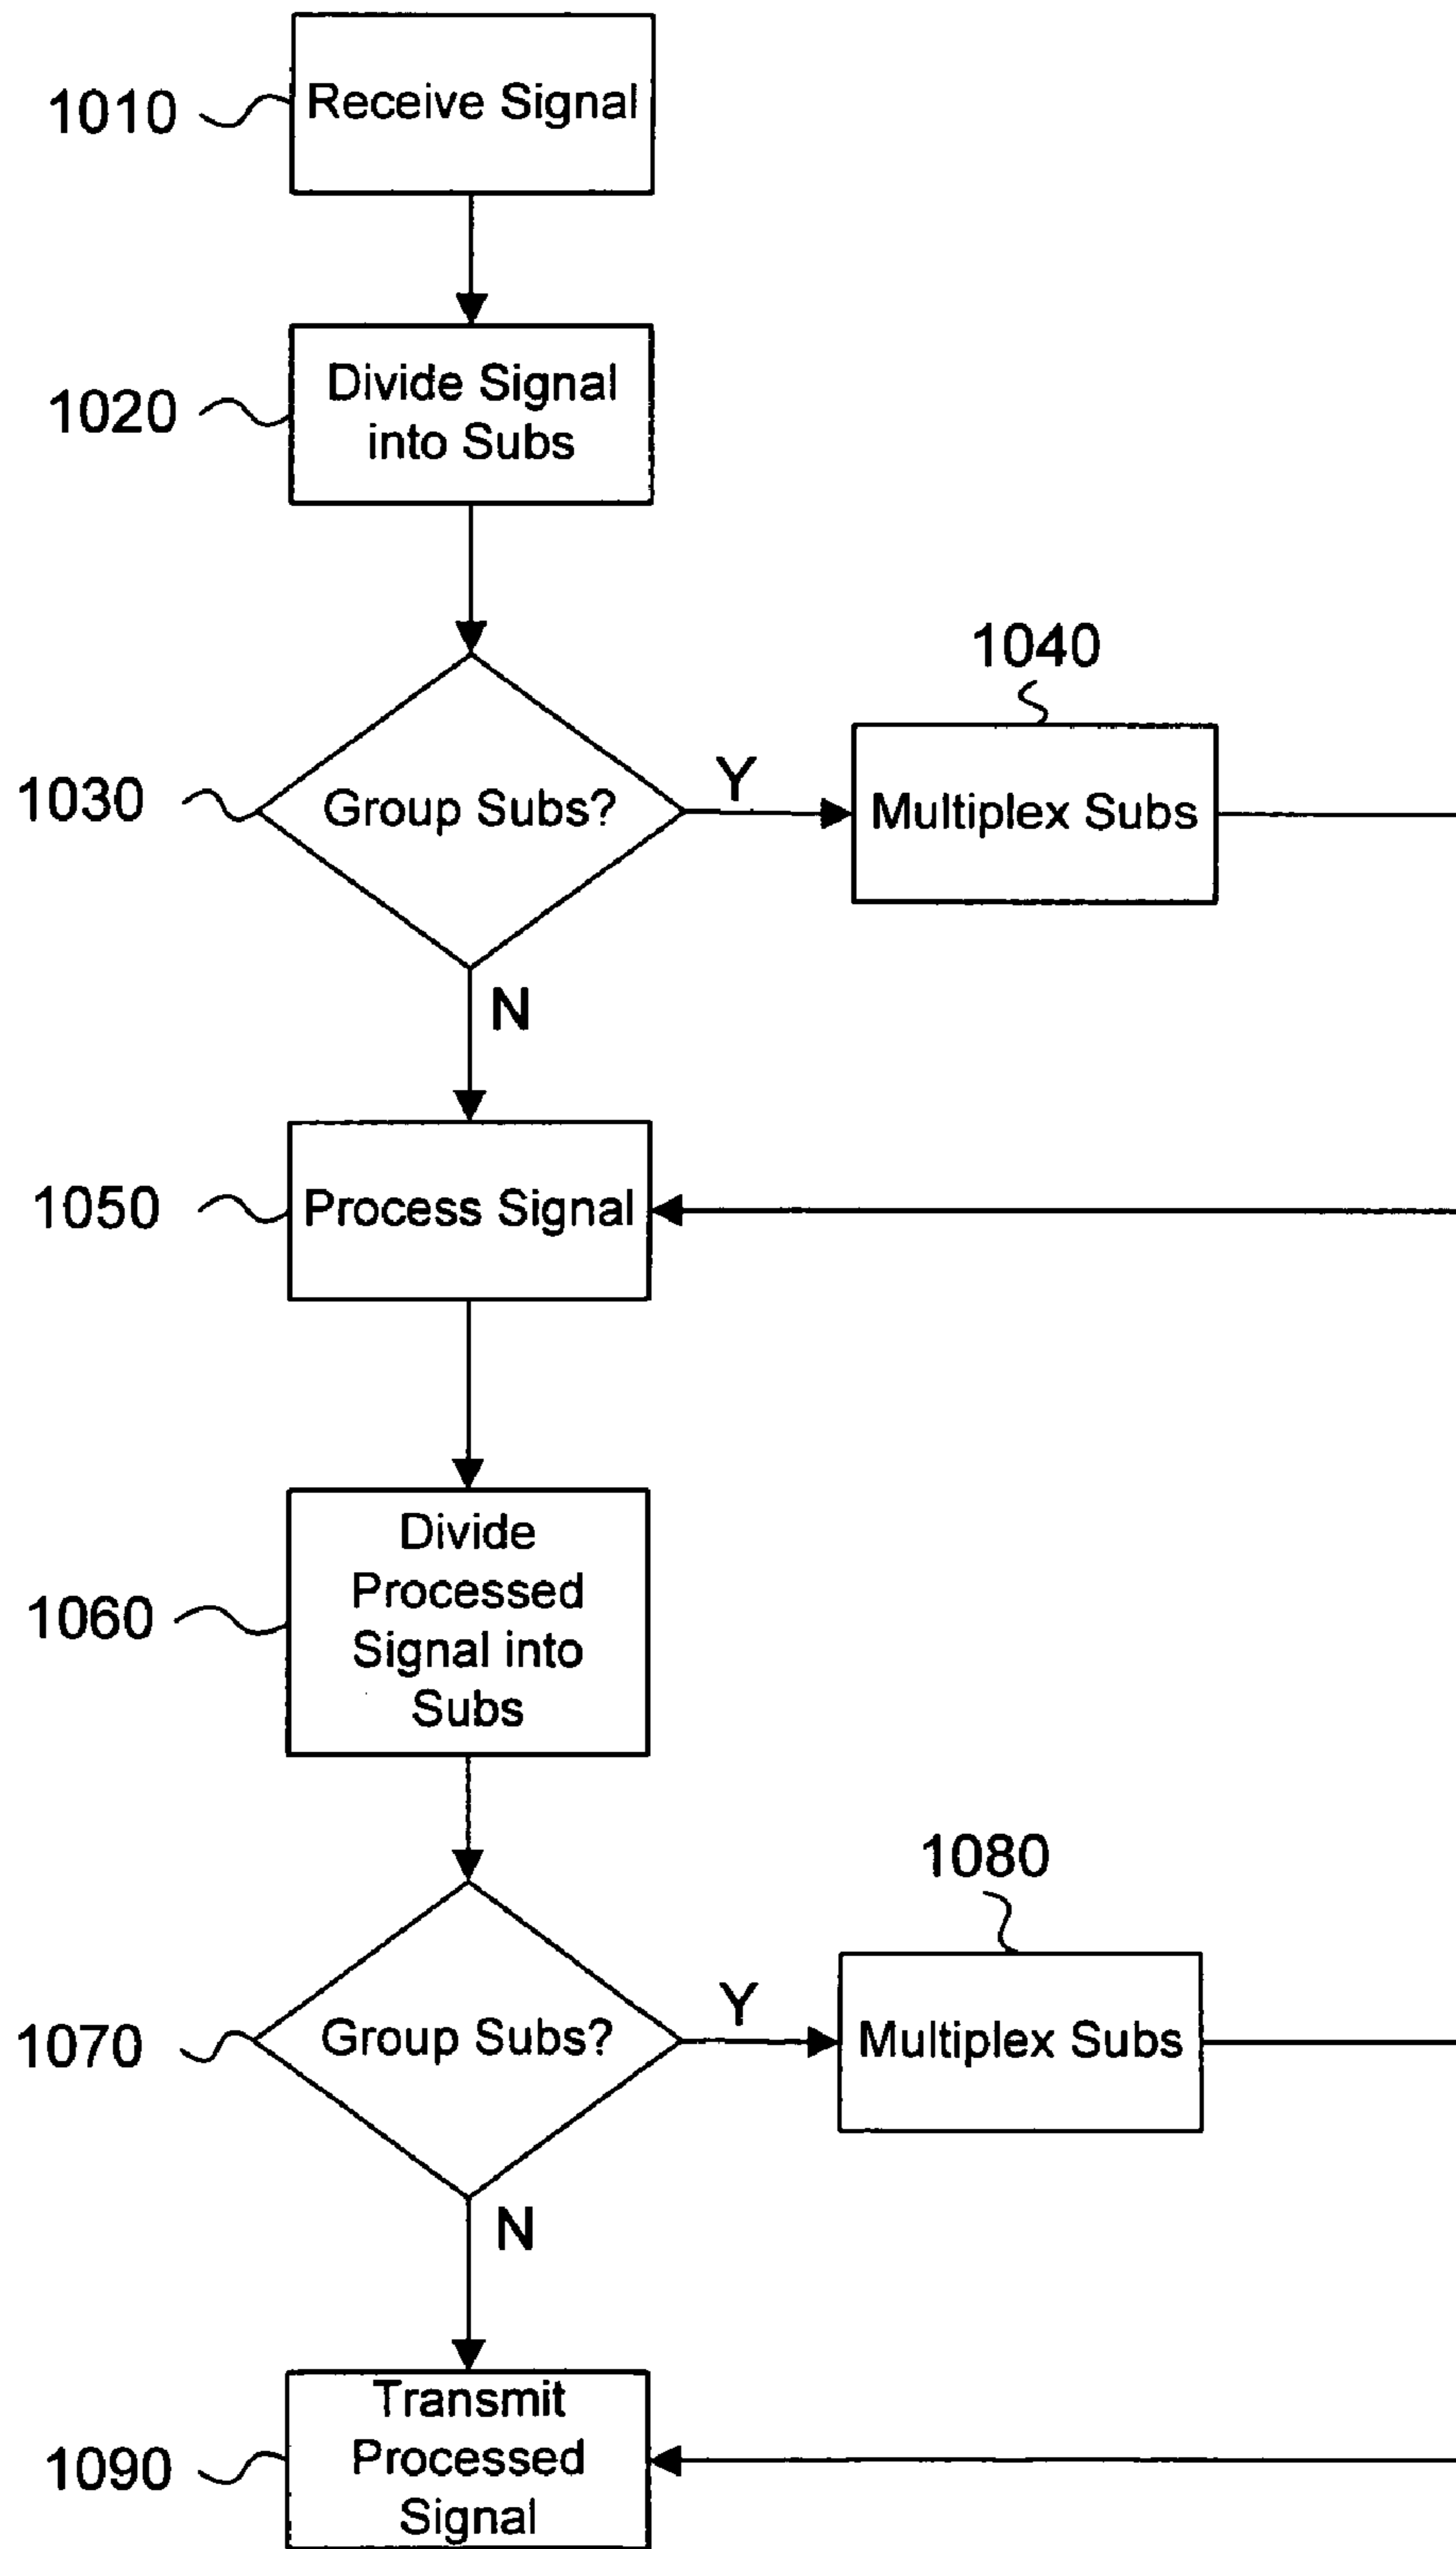 1010
Receive Signal
1020
Divide Signal
into Subs
1030
Group Subs?
Y
1040
Multiplex Subs
N
1050
Process Signal
1060
Divide
Processed
Signal into
Subs
1070
Group Subs?
Y
1080
Multiplex Subs
N
1090
Transmit
Processed
Signal